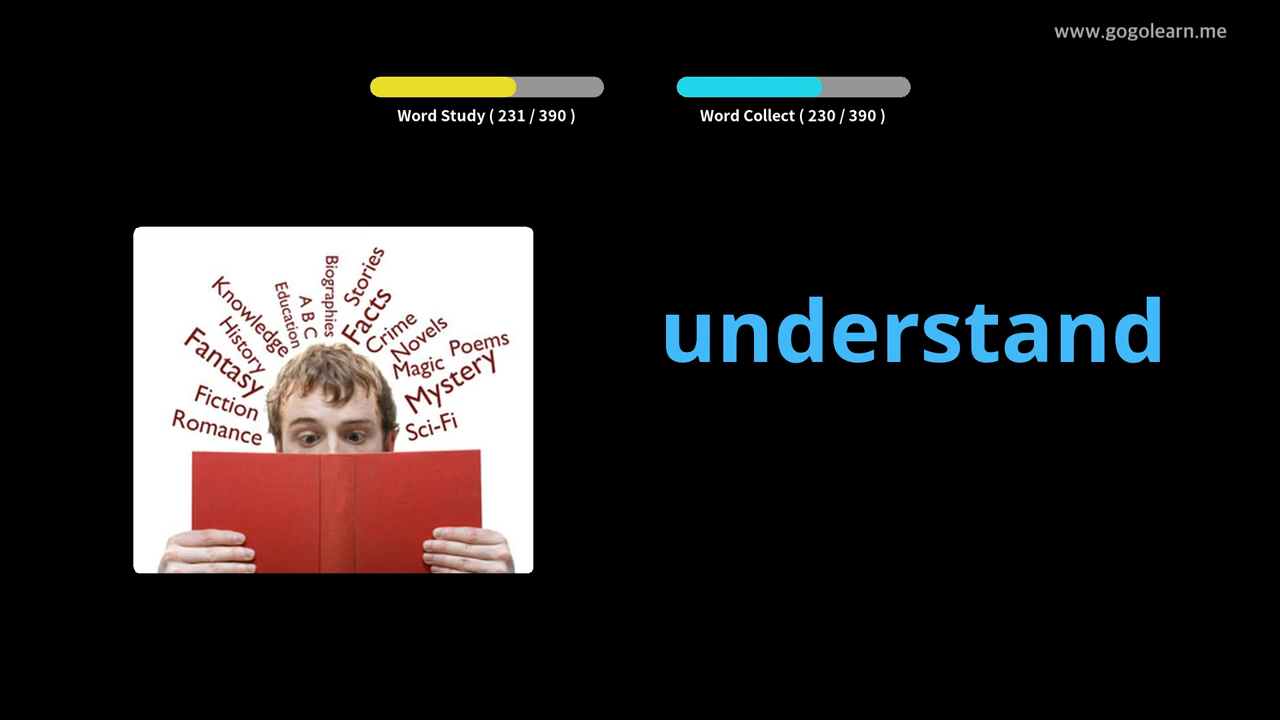 www.gogolearn.me
Word Study ( 231 / 390 )
Word Collect ( 230 / 390 )
understand
Biographies
Stories
Education
A B C
Facts
Knowledge
History
Crime
Novels
Poems
Fantasy
Magic
Mystery
Fiction
Romance
Sci-Fi